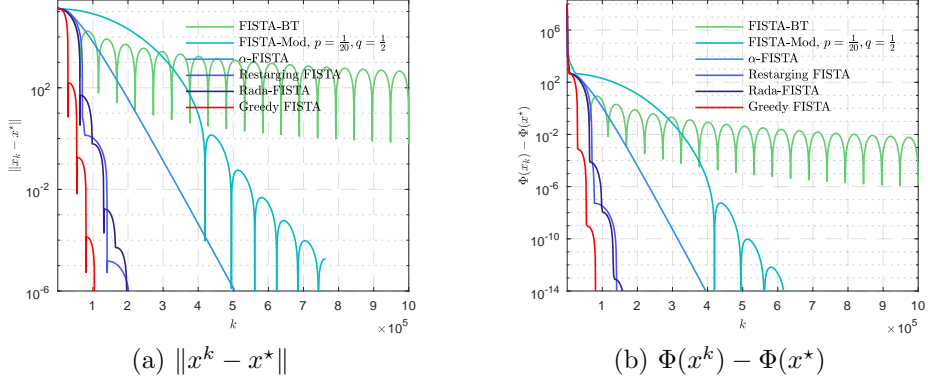 FISTA-BT
FISTA-Mod, p = 1/20, q = 1/2
α-FISTA
Restarging FISTA
Rada-FISTA
Greedy FISTA
10^2
10^-2
10^-6
‖x_k − x*‖
1 2 3 4 5 6 7 8 9 10
k
×10^5
(a) ‖x^k − x*‖
FISTA-BT
FISTA-Mod, p = 1/20, q = 1/2
α-FISTA
Restarging FISTA
Rada-FISTA
Greedy FISTA
10^6
10^2
10^-2
10^-6
10^-10
10^-14
Φ(x_k) − Φ(x*)
1 2 3 4 5 6 7 8 9 10
k
×10^5
(b) Φ(x^k) − Φ(x*)